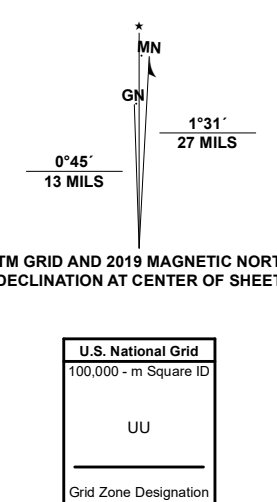 MN
GN
1°31´
27 MILS
0°45´
13 MILS
TM GRID AND 2019 MAGNETIC NORT
DECLINATION AT CENTER OF SHEET
U.S. National Grid
100,000 - m Square ID
UU
Grid Zone Designation